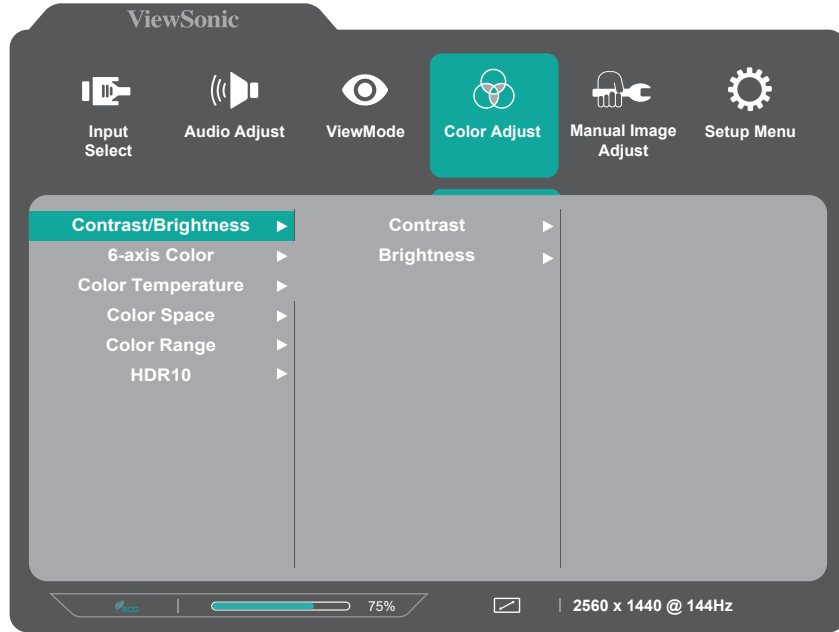 ViewSonic
Input
Select
Audio Adjust
ViewMode
Color Adjust
Manual Image
Adjust
Setup Menu
Contrast/Brightness
6-axis Color
Color Temperature
Color Space
Color Range
HDR10
Contrast
Brightness
eco
75%
2560 x 1440 @ 144Hz